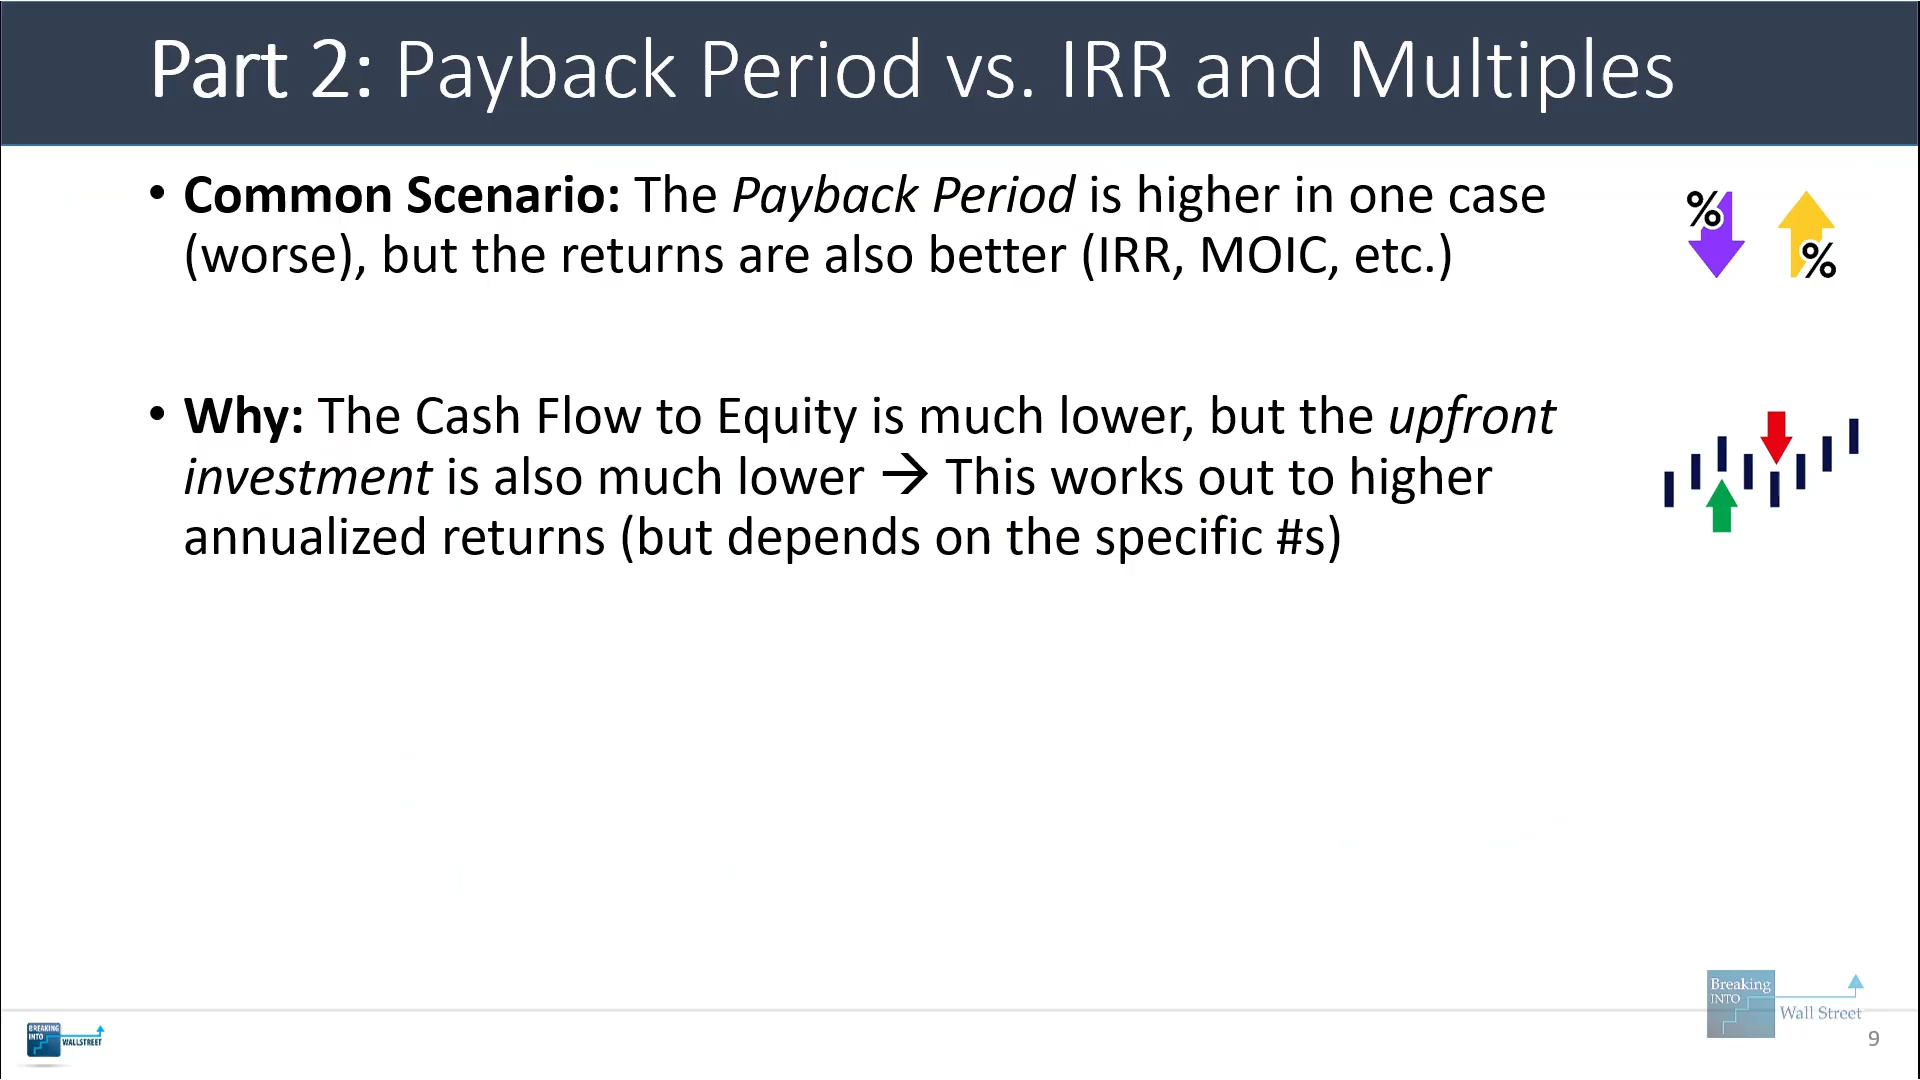 Part 2: Payback Period vs. IRR and Multiples
• Common Scenario: The Payback Period is higher in one case
(worse), but the returns are also better (IRR, MOIC, etc.)
% %
• Why: The Cash Flow to Equity is much lower, but the upfront
investment is also much lower → This works out to higher
annualized returns (but depends on the specific #s)
Breaking
INTO
Wall Street
BREAKING
INTO
WALLSTREET
9